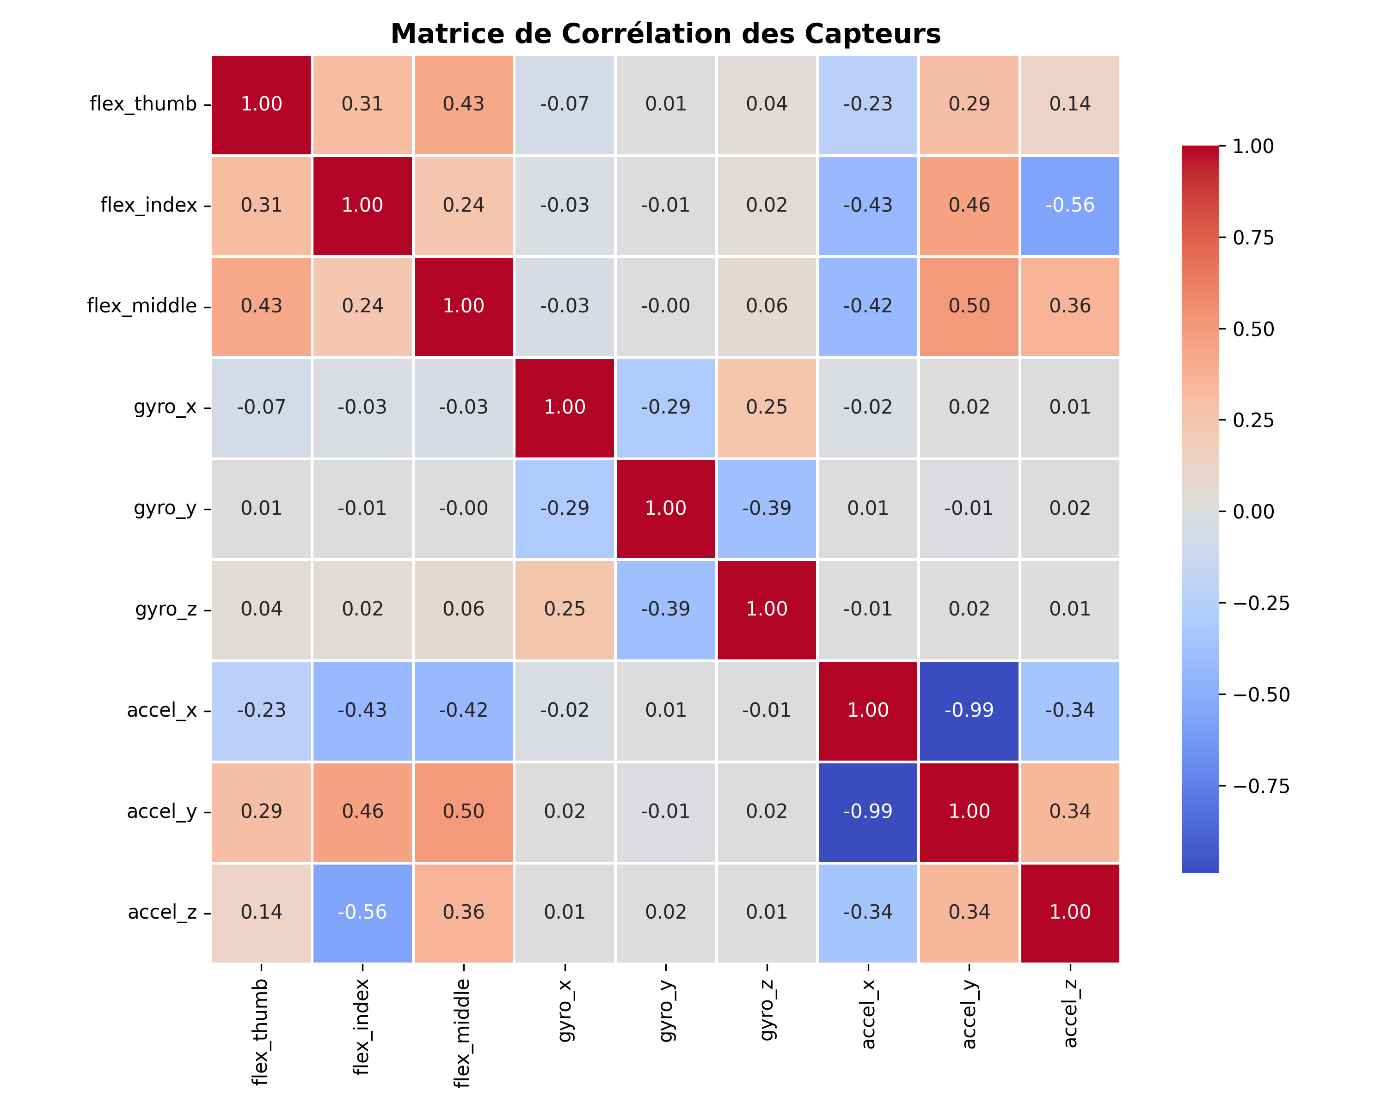 Matrice de Corrélation des Capteurs
flex_thumb 1.00 0.31 0.43 -0.07 0.01 0.04 -0.23 0.29 0.14
flex_index 0.31 1.00 0.24 -0.03 -0.01 0.02 -0.43 0.46 -0.56
flex_middle 0.43 0.24 1.00 -0.03 -0.00 0.06 -0.42 0.50 0.36
gyro_x -0.07 -0.03 -0.03 1.00 -0.29 0.25 -0.02 0.02 0.01
gyro_y 0.01 -0.01 -0.00 -0.29 1.00 -0.39 0.01 -0.01 0.02
gyro_z 0.04 0.02 0.06 0.25 -0.39 1.00 -0.01 0.02 0.01
accel_x -0.23 -0.43 -0.42 -0.02 0.01 -0.01 1.00 -0.99 -0.34
accel_y 0.29 0.46 0.50 0.02 -0.01 0.02 -0.99 1.00 0.34
accel_z 0.14 -0.56 0.36 0.01 0.02 0.01 -0.34 0.34 1.00
flex_thumb flex_index flex_middle gyro_x gyro_y gyro_z accel_x accel_y accel_z
1.00
0.75
0.50
0.25
0.00
−0.25
−0.50
−0.75